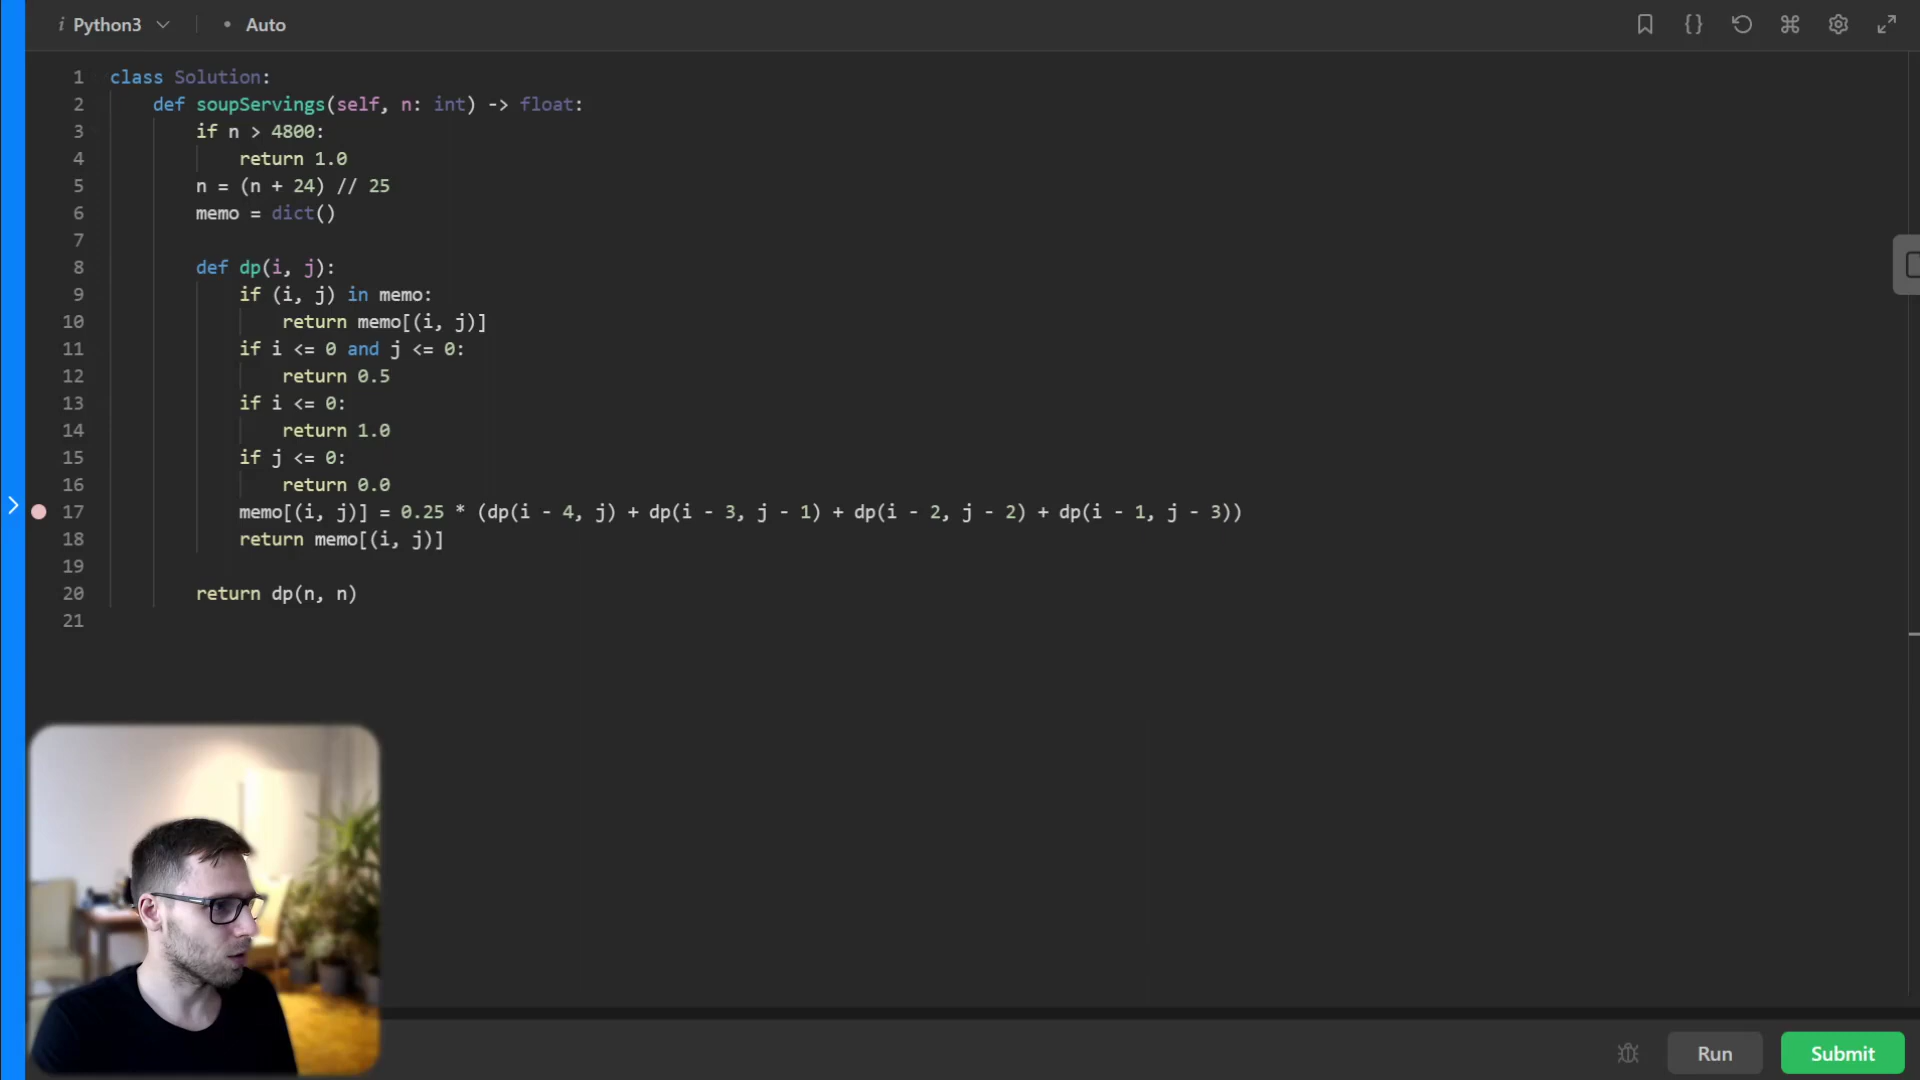 i Python3 • Auto
1 class Solution:
2 def soupServings(self, n: int) -> float:
3 if n > 4800:
4 return 1.0
5 n = (n + 24) // 25
6 memo = dict()
7
8 def dp(i, j):
9 if (i, j) in memo:
10 return memo[(i, j)]
11 if i <= 0 and j <= 0:
12 return 0.5
13 if i <= 0:
14 return 1.0
15 if j <= 0:
16 return 0.0
17 memo[(i, j)] = 0.25 * (dp(i - 4, j) + dp(i - 3, j - 1) + dp(i - 2, j - 2) + dp(i - 1, j - 3))
18 return memo[(i, j)]
19
20 return dp(n, n)
21
Run Submit